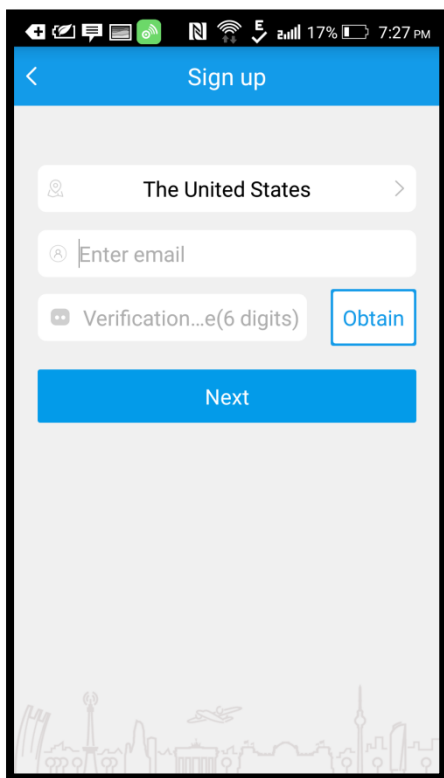 17% 7:27 PM
Sign up
The United States
Enter email
Verification...e(6 digits) Obtain
Next